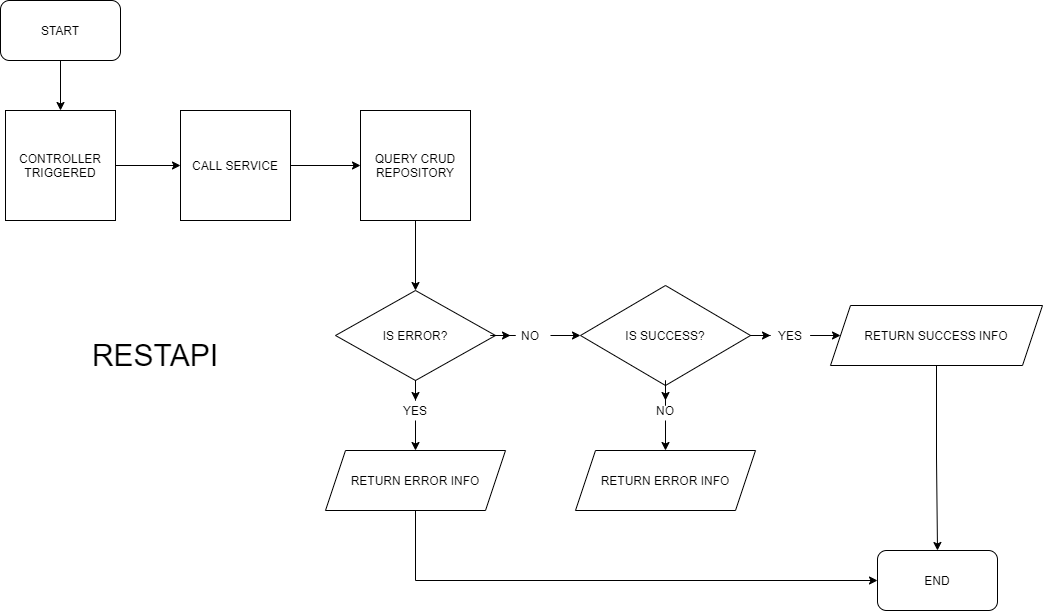 START
CONTROLLER
TRIGGERED
CALL SERVICE
QUERY CRUD
REPOSITORY
IS ERROR?
NO
IS SUCCESS?
YES
RETURN SUCCESS INFO
RESTAPI
YES
NO
RETURN ERROR INFO
RETURN ERROR INFO
END